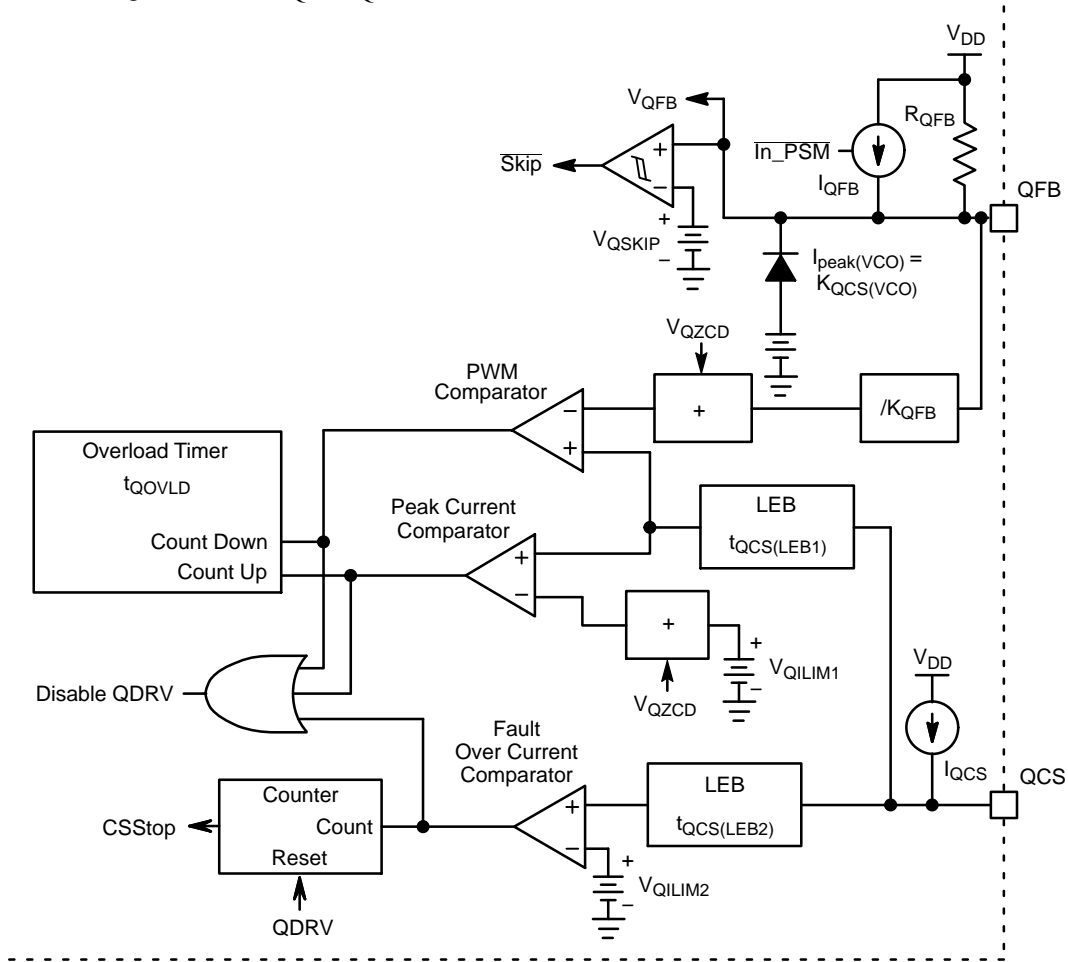 V_DD
V_QFB
R_QFB
Skip
In_PSM
I_QFB
QFB
+
−
+
V_QSKIP
−
I_peak(VCO) =
K_QCS(VCO)
V_QZCD
PWM
Comparator
−
+
+
/K_QFB
Overload Timer
t_QOVLD
Count Down
Count Up
Peak Current
Comparator
+
−
LEB
t_QCS(LEB1)
+
+
V_QILIM1
−
V_QZCD
V_DD
I_QCS
QCS
Disable QDRV
Fault
Over Current
Comparator
+
−
LEB
t_QCS(LEB2)
+
V_QILIM2
−
Counter
Count
Reset
CSStop
QDRV